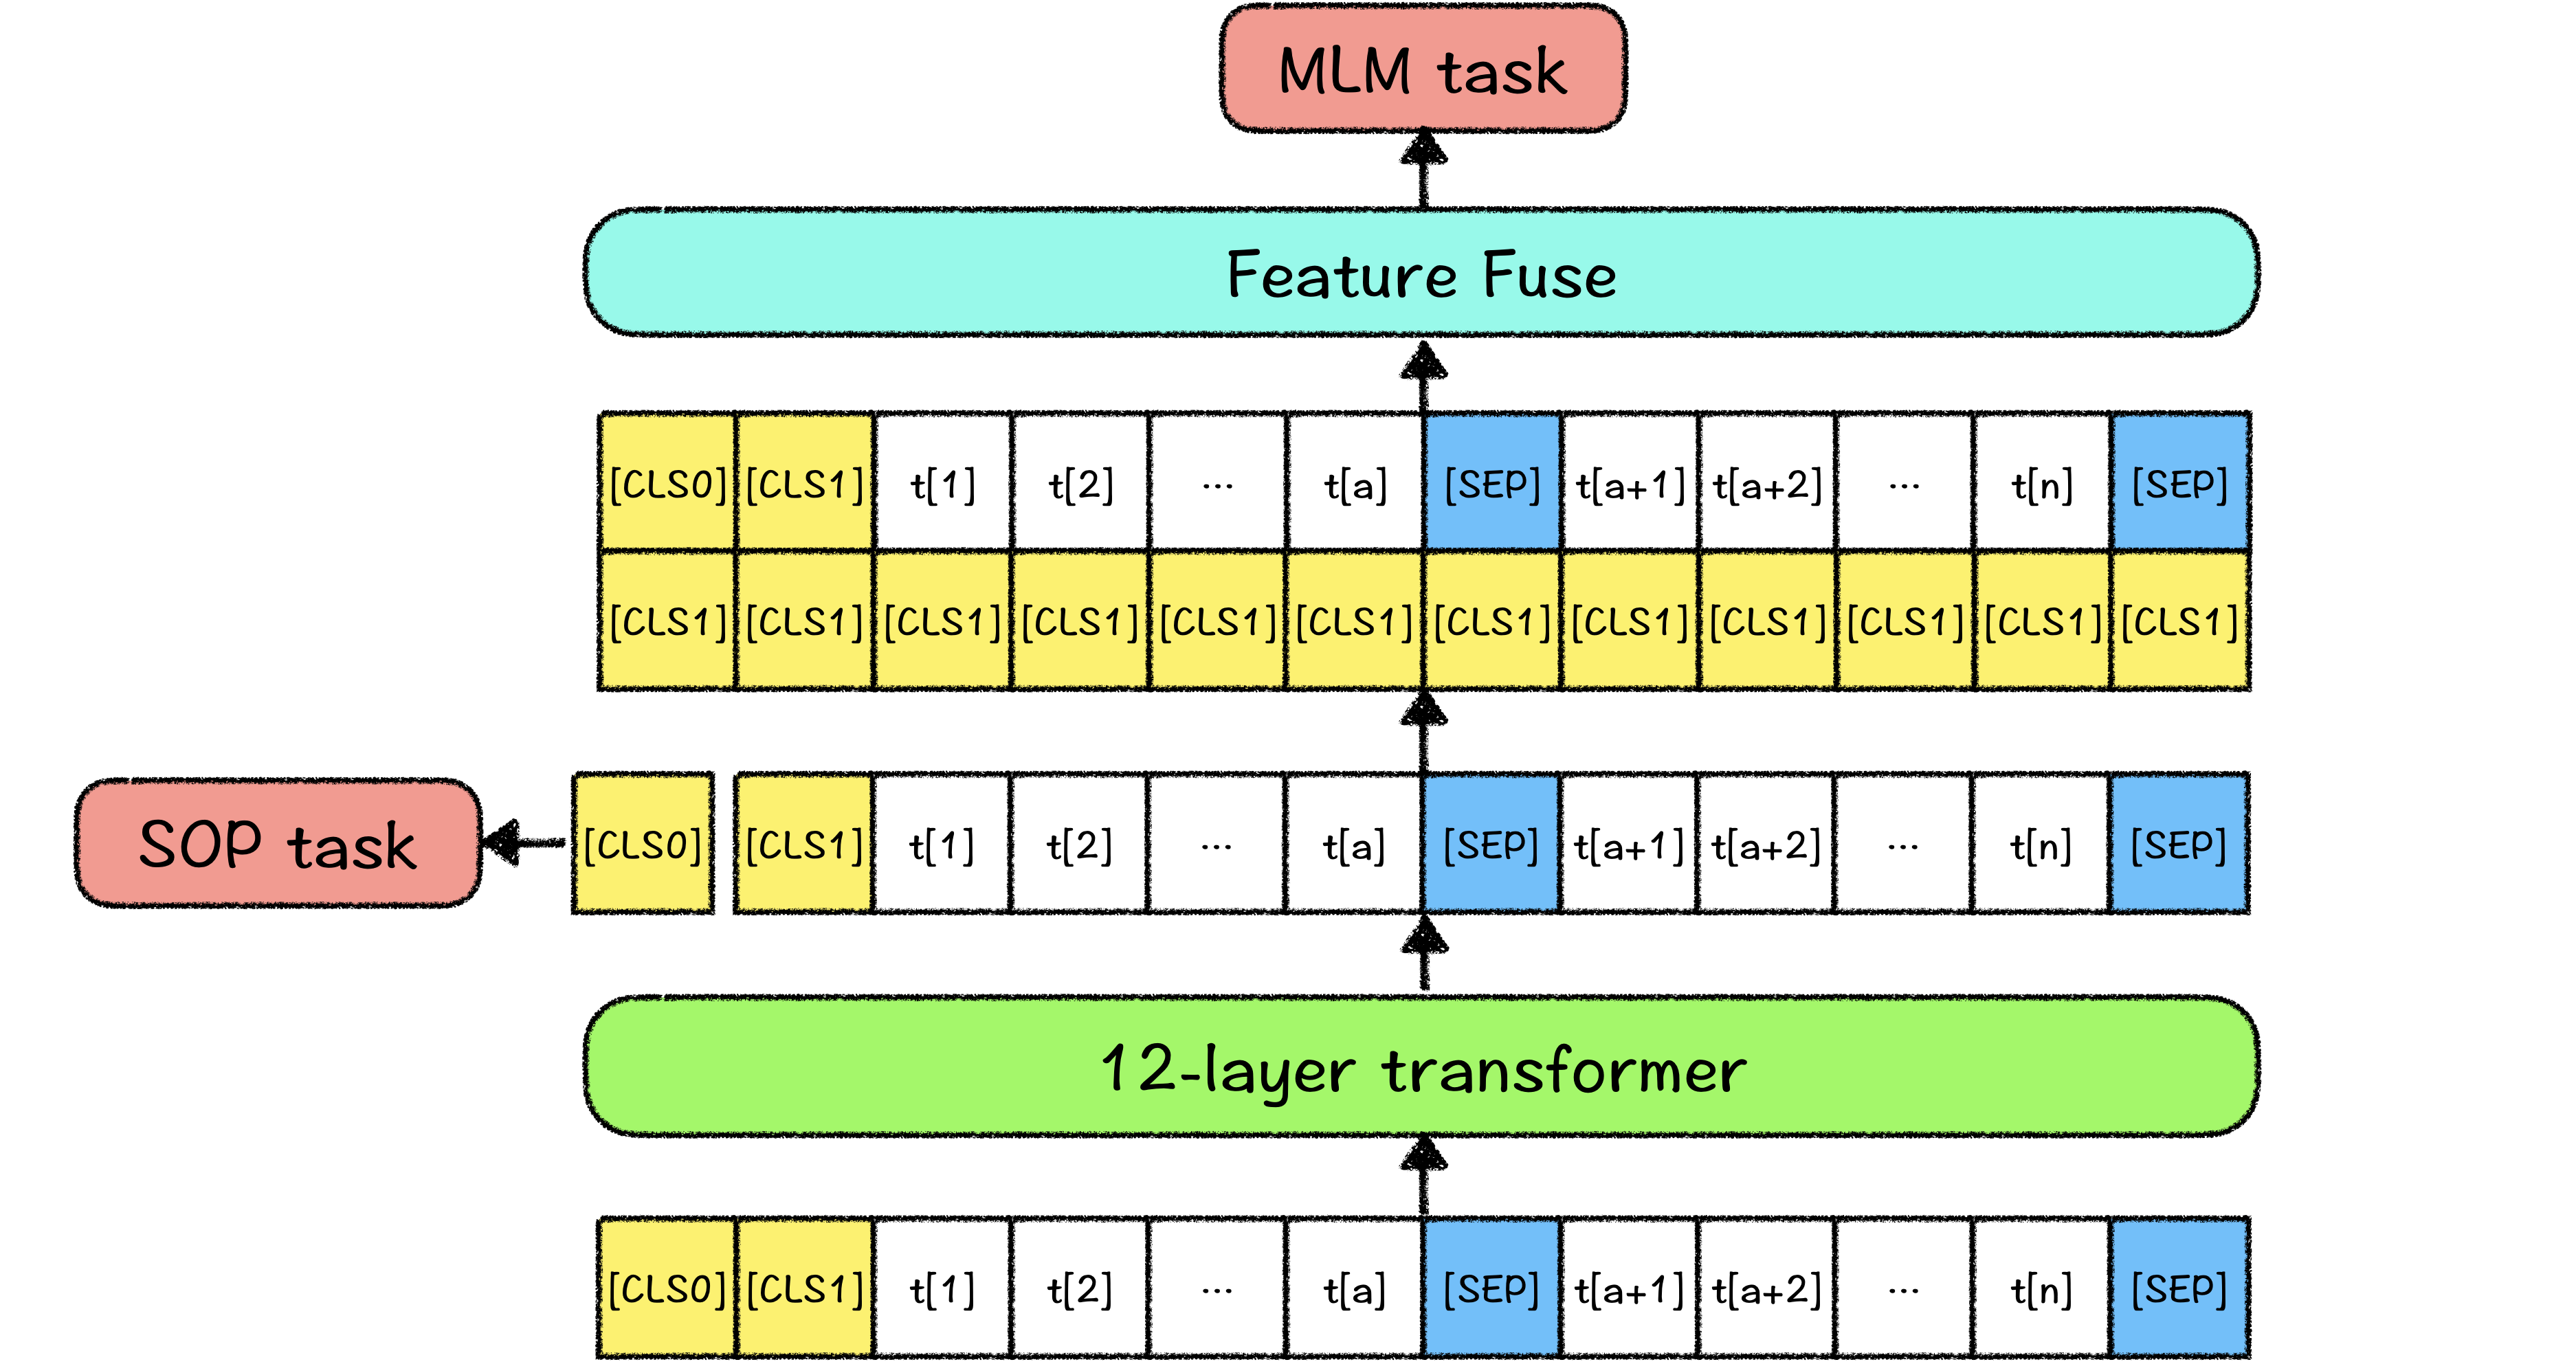 MLM task
Feature Fuse
[CLS0] [CLS1] t[1] t[2] ... t[a] [SEP] t[a+1] t[a+2] ... t[n] [SEP]
[CLS1] [CLS1] [CLS1] [CLS1] [CLS1] [CLS1] [CLS1] [CLS1] [CLS1] [CLS1] [CLS1] [CLS1]
SOP task [CLS0] [CLS1] t[1] t[2] ... t[a] [SEP] t[a+1] t[a+2] ... t[n] [SEP]
12-layer transformer
[CLS0] [CLS1] t[1] t[2] ... t[a] [SEP] t[a+1] t[a+2] ... t[n] [SEP]